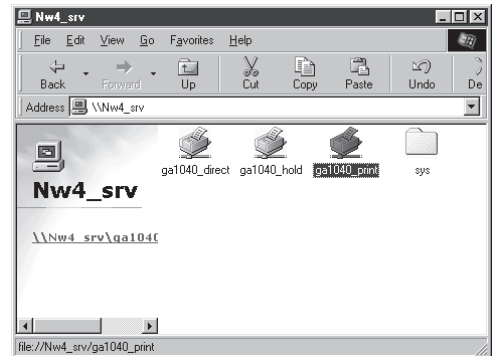 Nw4_srv
File Edit View Go Favorites Help
Back Forward Up Cut Copy Paste Undo De
Address \\Nw4_srv
ga1040_direct ga1040_hold ga1040_print sys
Nw4_srv
\\Nw4_srv\ga1040
file://Nw4_srv/ga1040_print